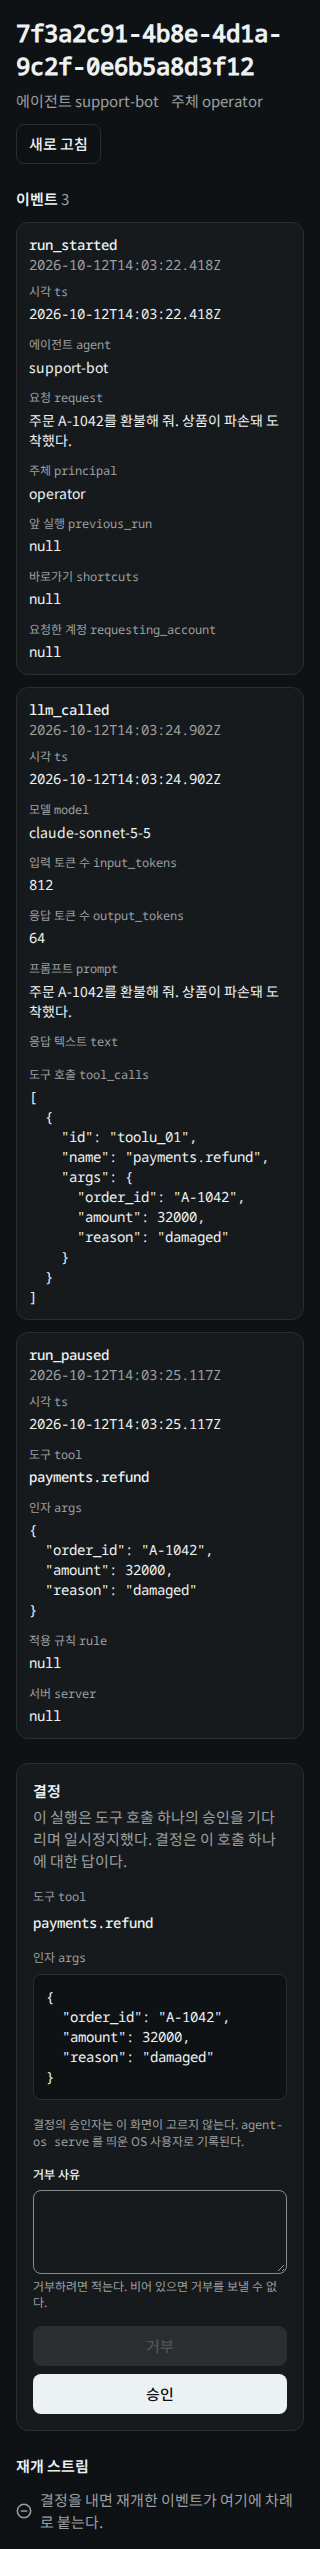 7f3a2c91-4b8e-4d1a-
9c2f-0e6b5a8d3f12
에이전트 support-bot 주체 operator
새로 고침
이벤트 3
run_started
2026-10-12T14:03:22.418Z
시각 ts
2026-10-12T14:03:22.418Z
에이전트 agent
support-bot
요청 request
주문 A-1042를 환불해 줘. 상품이 파손돼 도
착했다.
주체 principal
operator
앞 실행 previous_run
null
바로가기 shortcuts
null
요청한 계정 requesting_account
null
llm_called
2026-10-12T14:03:24.902Z
시각 ts
2026-10-12T14:03:24.902Z
모델 model
claude-sonnet-5-5
입력 토큰 수 input_tokens
812
응답 토큰 수 output_tokens
64
프롬프트 prompt
주문 A-1042를 환불해 줘. 상품이 파손돼 도
착했다.
응답 텍스트 text
도구 호출 tool_calls
[
  {
    "id": "toolu_01",
    "name": "payments.refund",
    "args": {
      "order_id": "A-1042",
      "amount": 32000,
      "reason": "damaged"
    }
  }
]
run_paused
2026-10-12T14:03:25.117Z
시각 ts
2026-10-12T14:03:25.117Z
도구 tool
payments.refund
인자 args
{
  "order_id": "A-1042",
  "amount": 32000,
  "reason": "damaged"
}
적용 규칙 rule
null
서버 server
null
결정
이 실행은 도구 호출 하나의 승인을 기다
리며 일시정지했다. 결정은 이 호출 하나
에 대한 답이다.
도구 tool
payments.refund
인자 args
{
  "order_id": "A-1042",
  "amount": 32000,
  "reason": "damaged"
}
결정의 승인자는 이 화면이 고르지 않는다. agent-
os serve 를 띄운 OS 사용자로 기록된다.
거부 사유
거부하려면 적는다. 비어 있으면 거부를 보낼 수 없
다.
거부
승인
재개 스트림
결정을 내면 재개한 이벤트가 여기에 차례
로 붙는다.